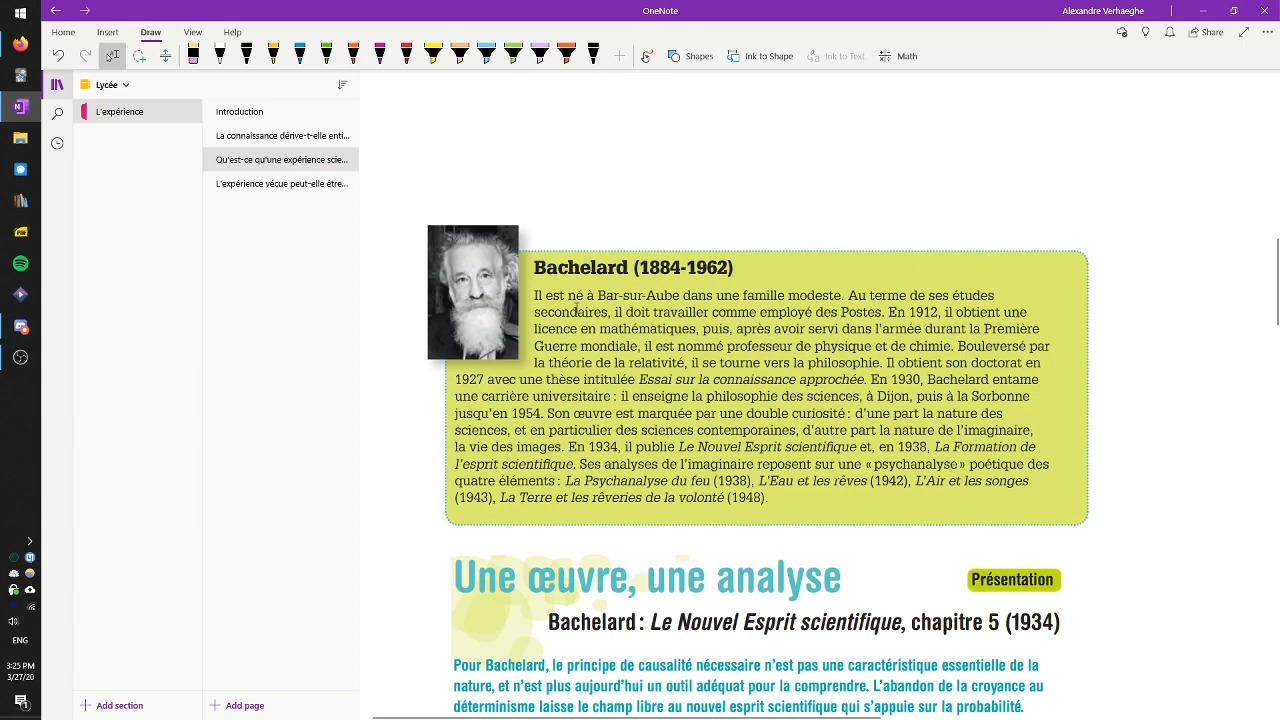 OneNote
Alexandre Verhaeghe
Home
Insert
Draw
View
Help
Shapes
Ink to Shape
Ink to Text
Math
Share
Lycée
L'expérience
Introduction
La connaissance dérive-t-elle enti...
Qu'est-ce qu'une expérience scie...
L'expérience vécue peut-elle être...
Bachelard (1884-1962)
Il est né à Bar-sur-Aube dans une famille modeste. Au terme de ses études
secondaires, il doit travailler comme employé des Postes. En 1912, il obtient une
licence en mathématiques, puis, après avoir servi dans l'armée durant la Première
Guerre mondiale, il est nommé professeur de physique et de chimie. Bouleversé par
la théorie de la relativité, il se tourne vers la philosophie. Il obtient son doctorat en
1927 avec une thèse intitulée Essai sur la connaissance approchée. En 1930, Bachelard entame
une carrière universitaire : il enseigne la philosophie des sciences, à Dijon, puis à la Sorbonne
jusqu'en 1954. Son œuvre est marquée par une double curiosité : d'une part la nature des
sciences, et en particulier des sciences contemporaines, d'autre part la nature de l'imaginaire,
la vie des images. En 1934, il publie Le Nouvel Esprit scientifique et, en 1938, La Formation de
l'esprit scientifique. Ses analyses de l'imaginaire reposent sur une « psychanalyse » poétique des
quatre éléments : La Psychanalyse du feu (1938), L'Eau et les rêves (1942), L'Air et les songes
(1943), La Terre et les rêveries de la volonté (1948).
Une œuvre, une analyse
Présentation
Bachelard : Le Nouvel Esprit scientifique, chapitre 5 (1934)
Pour Bachelard, le principe de causalité nécessaire n'est pas une caractéristique essentielle de la
nature, et n'est plus aujourd'hui un outil adéquat pour la comprendre. L'abandon de la croyance au
déterminisme laisse le champ libre au nouvel esprit scientifique qui s'appuie sur la probabilité.
Add section
Add page
ENG
3:25 PM
3/27/20